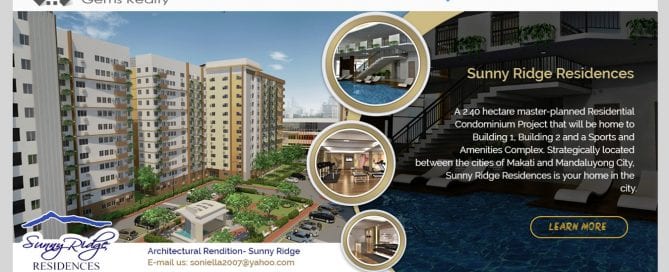 Gems Realty
Sunny Ridge Residences
A 2.40 hectare master-planned Residential
Condominium Project that will be home to
Building 1, Building 2 and a Sports and
Amenities Complex. Strategically located
between the cities of Makati and Mandaluyong City,
Sunny Ridge Residences is your home in the
city.
LEARN MORE
Sunny Ridge
RESIDENCES
Architectural Rendition- Sunny Ridge
E-mail us: soniella2007@yahoo.com